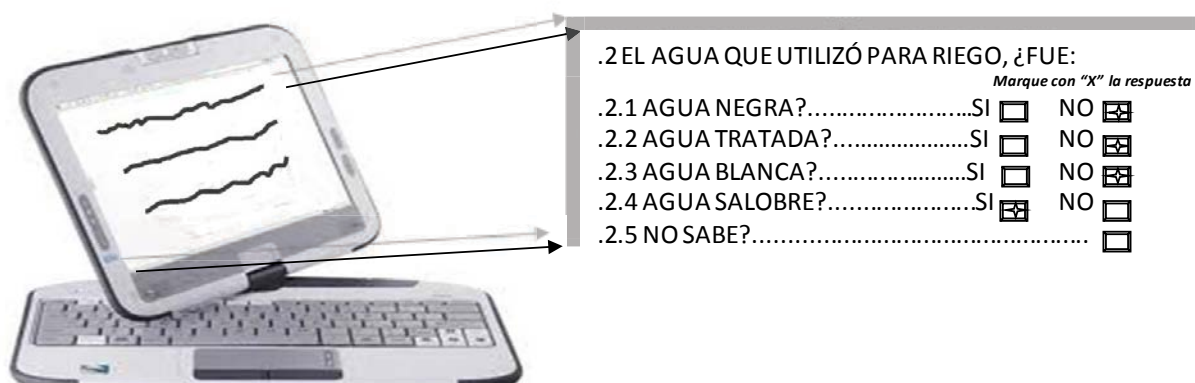 .2 EL AGUA QUE UTILIZÓ PARA RIEGO, ¿FUE:
Marque con “X” la respuesta
.2.1 AGUA NEGRA?..........................SI NO
.2.2 AGUA TRATADA?.......................SI NO
.2.3 AGUA BLANCA?........................SI NO
.2.4 AGUA SALOBRE?......................SI NO
.2.5 NO SABE?................................................